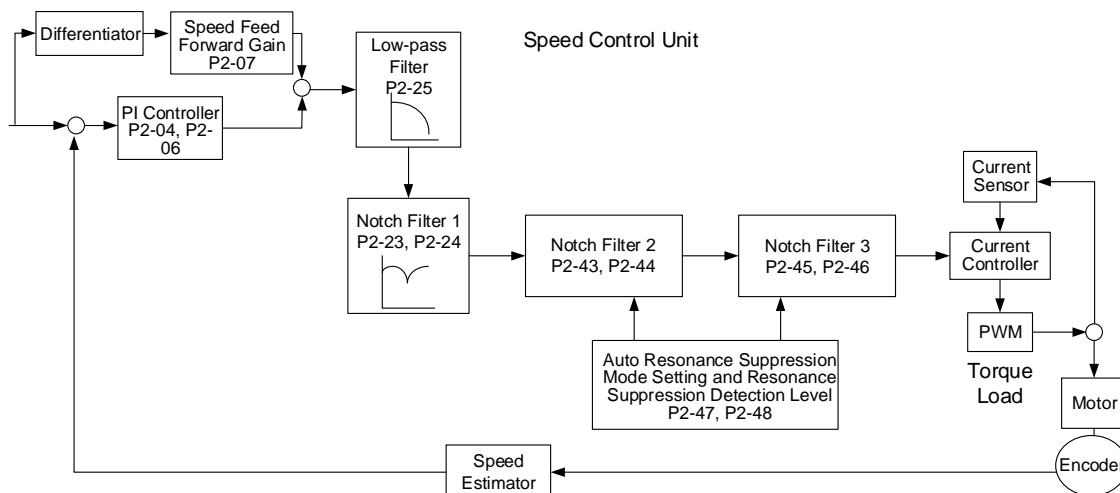 Differentiator
Speed Feed
Forward Gain
P2-07
Low-pass
Filter
P2-25
Speed Control Unit
PI Controller
P2-04, P2-
06
Notch Filter 1
P2-23, P2-24
Notch Filter 2
P2-43, P2-44
Notch Filter 3
P2-45, P2-46
Current
Sensor
Current
Controller
PWM
Torque
Load
Auto Resonance Suppression
Mode Setting and Resonance
Suppression Detection Level
P2-47, P2-48
Motor
Encoder
Speed
Estimator